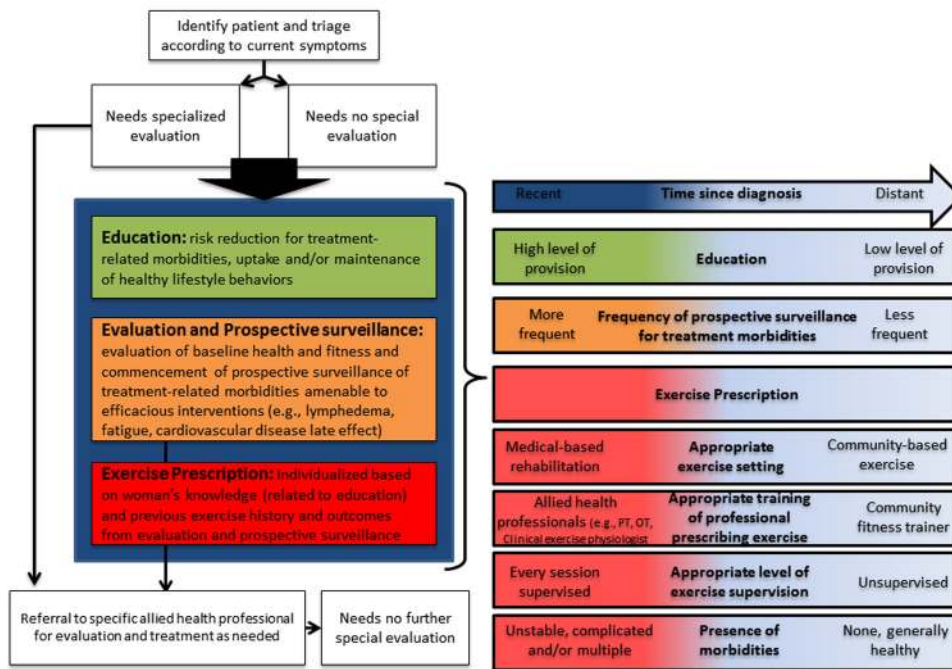 Identify patient and triage
according to current symptoms
Needs specialized
evaluation
Needs no special
evaluation
Education: risk reduction for treatment-
related morbidities, uptake and/or maintenance
of healthy lifestyle behaviors
Evaluation and Prospective surveillance:
evaluation of baseline health and fitness and
commencement of prospective surveillance of
treatment-related morbidities amenable to
efficacious interventions (e.g., lymphedema,
fatigue, cardiovascular disease late effect)
Exercise Prescription: Individualized based
on woman's knowledge (related to education)
and previous exercise history and outcomes
from evaluation and prospective surveillance
Referral to specific allied health professional
for evaluation and treatment as needed
Needs no further
special evaluation
Recent
Time since diagnosis
Distant
High level of
provision
Education
Low level of
provision
More
frequent
Frequency of prospective surveillance
for treatment morbidities
Less
frequent
Exercise Prescription
Medical-based
rehabilitation
Appropriate
exercise setting
Community-based
exercise
Allied health
professionals (e.g., PT, OT,
Clinical exercise physiologist
Appropriate training
of professional
prescribing exercise
Community
fitness trainer
Every session
supervised
Appropriate level of
exercise supervision
Unsupervised
Unstable, complicated
and/or multiple
Presence of
morbidities
None, generally
healthy